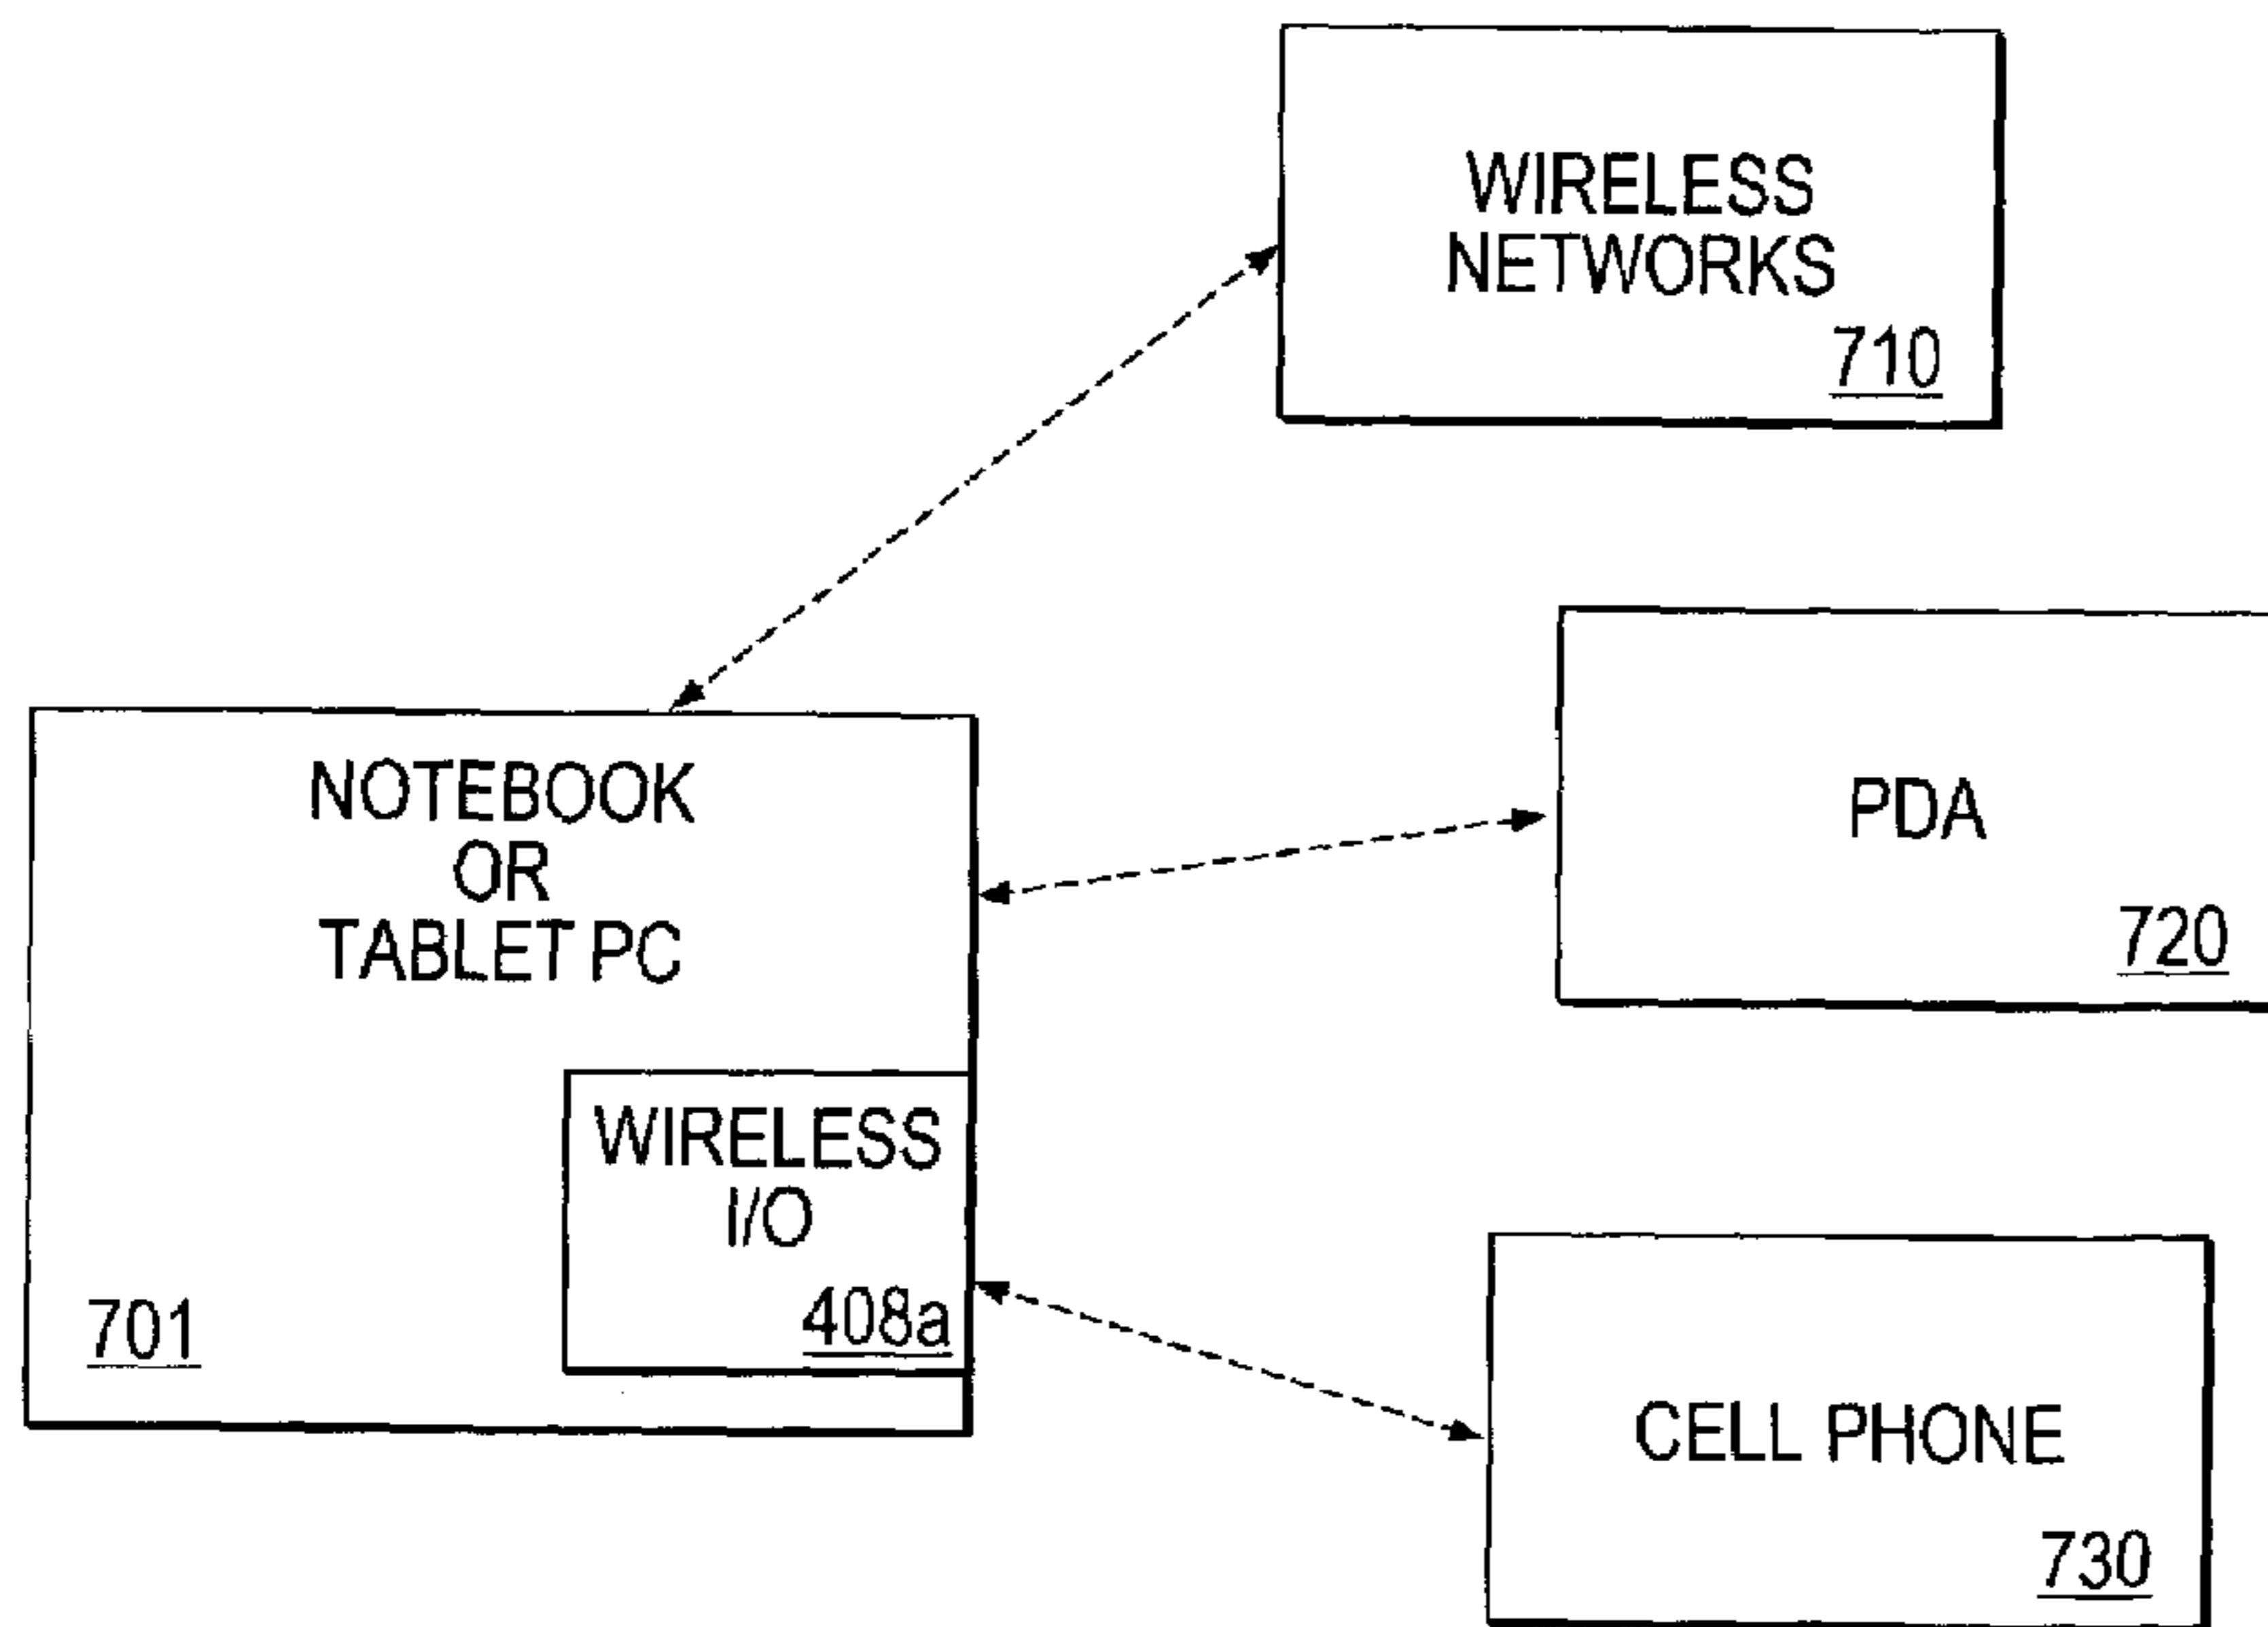 WIRELESS
NETWORKS
710
NOTEBOOK
OR
TABLET PC
701
WIRELESS
I/O
408a
PDA
720
CELL PHONE
730